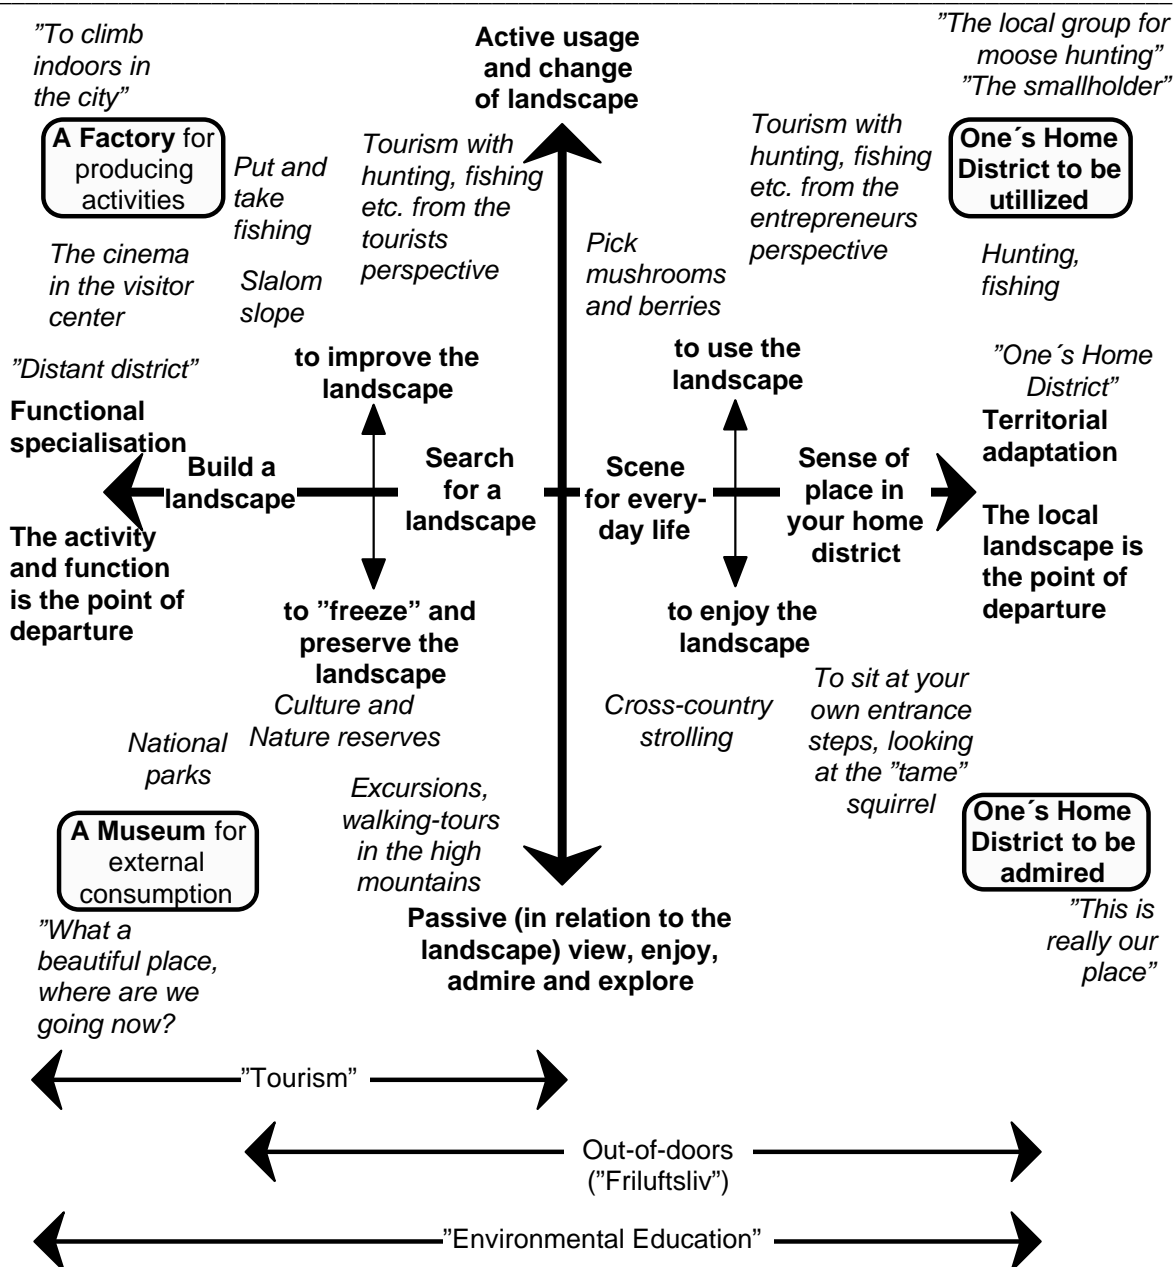 ”To climb
indoors in
the city”
Active usage
and change
of landscape
”The local group for
moose hunting”
”The smallholder”
A Factory for
producing
activities
Put and
take
fishing
Tourism with
hunting, fishing
etc. from the
tourists
perspective
Tourism with
hunting, fishing
etc. from the
entrepreneurs
perspective
One´s Home
District to be
utillized
The cinema
in the visitor
center
Slalom
slope
Pick
mushrooms
and berries
Hunting,
fishing
”Distant district”
to improve the
landscape
to use the
landscape
”One´s Home
District”
Functional
specialisation
Territorial
adaptation
Build a
landscape
Search
for a
landscape
Scene
for every-
day life
Sense of
place in
your home
district
The activity
and function
is the point of
departure
The local
landscape is
the point of
departure
to ”freeze” and
preserve the
landscape
to enjoy the
landscape
Culture and
Nature reserves
National
parks
Cross-country
strolling
To sit at your
own entrance
steps, looking
at the ”tame”
squirrel
Excursions,
walking-tours
in the high
mountains
A Museum for
external
consumption
One´s Home
District to be
admired
”What a
beautiful place,
where are we
going now?
Passive (in relation to the
landscape) view, enjoy,
admire and explore
”This is
really our
place”
”Tourism”
Out-of-doors
(”Friluftsliv”)
”Environmental Education”